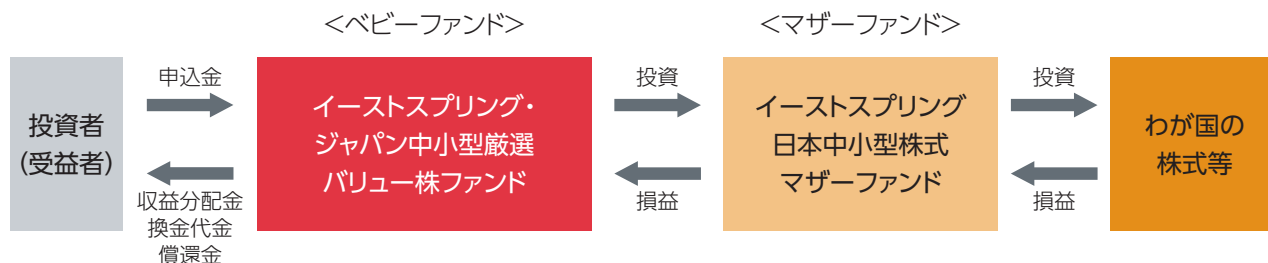 <ベビーファンド>
<マザーファンド>
投資者
(受益者)
申込金
収益分配金
換金代金
償還金
イーストスプリング・
ジャパン中小型厳選
バリュー株ファンド
投資
損益
イーストスプリング
日本中小型株式
マザーファンド
投資
損益
わが国の
株式等